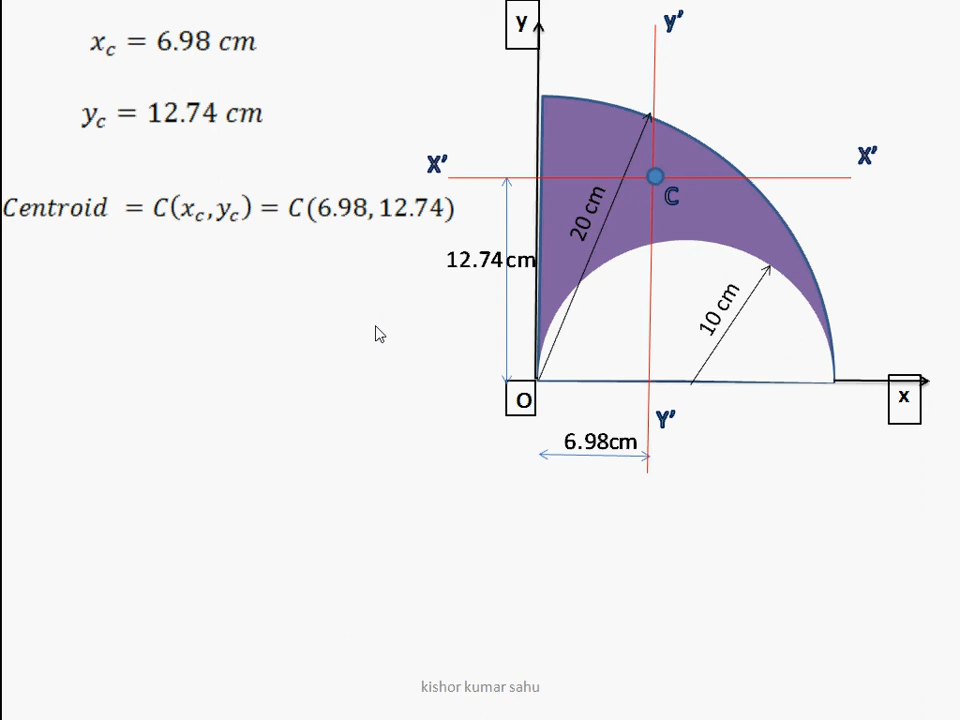 x_c = 6.98 cm
y_c = 12.74 cm
Centroid = C(x_c, y_c) = C(6.98, 12.74)
y
y'
X'
X'
C
20 cm
12.74 cm
10 cm
O
x
Y'
6.98cm
kishor kumar sahu